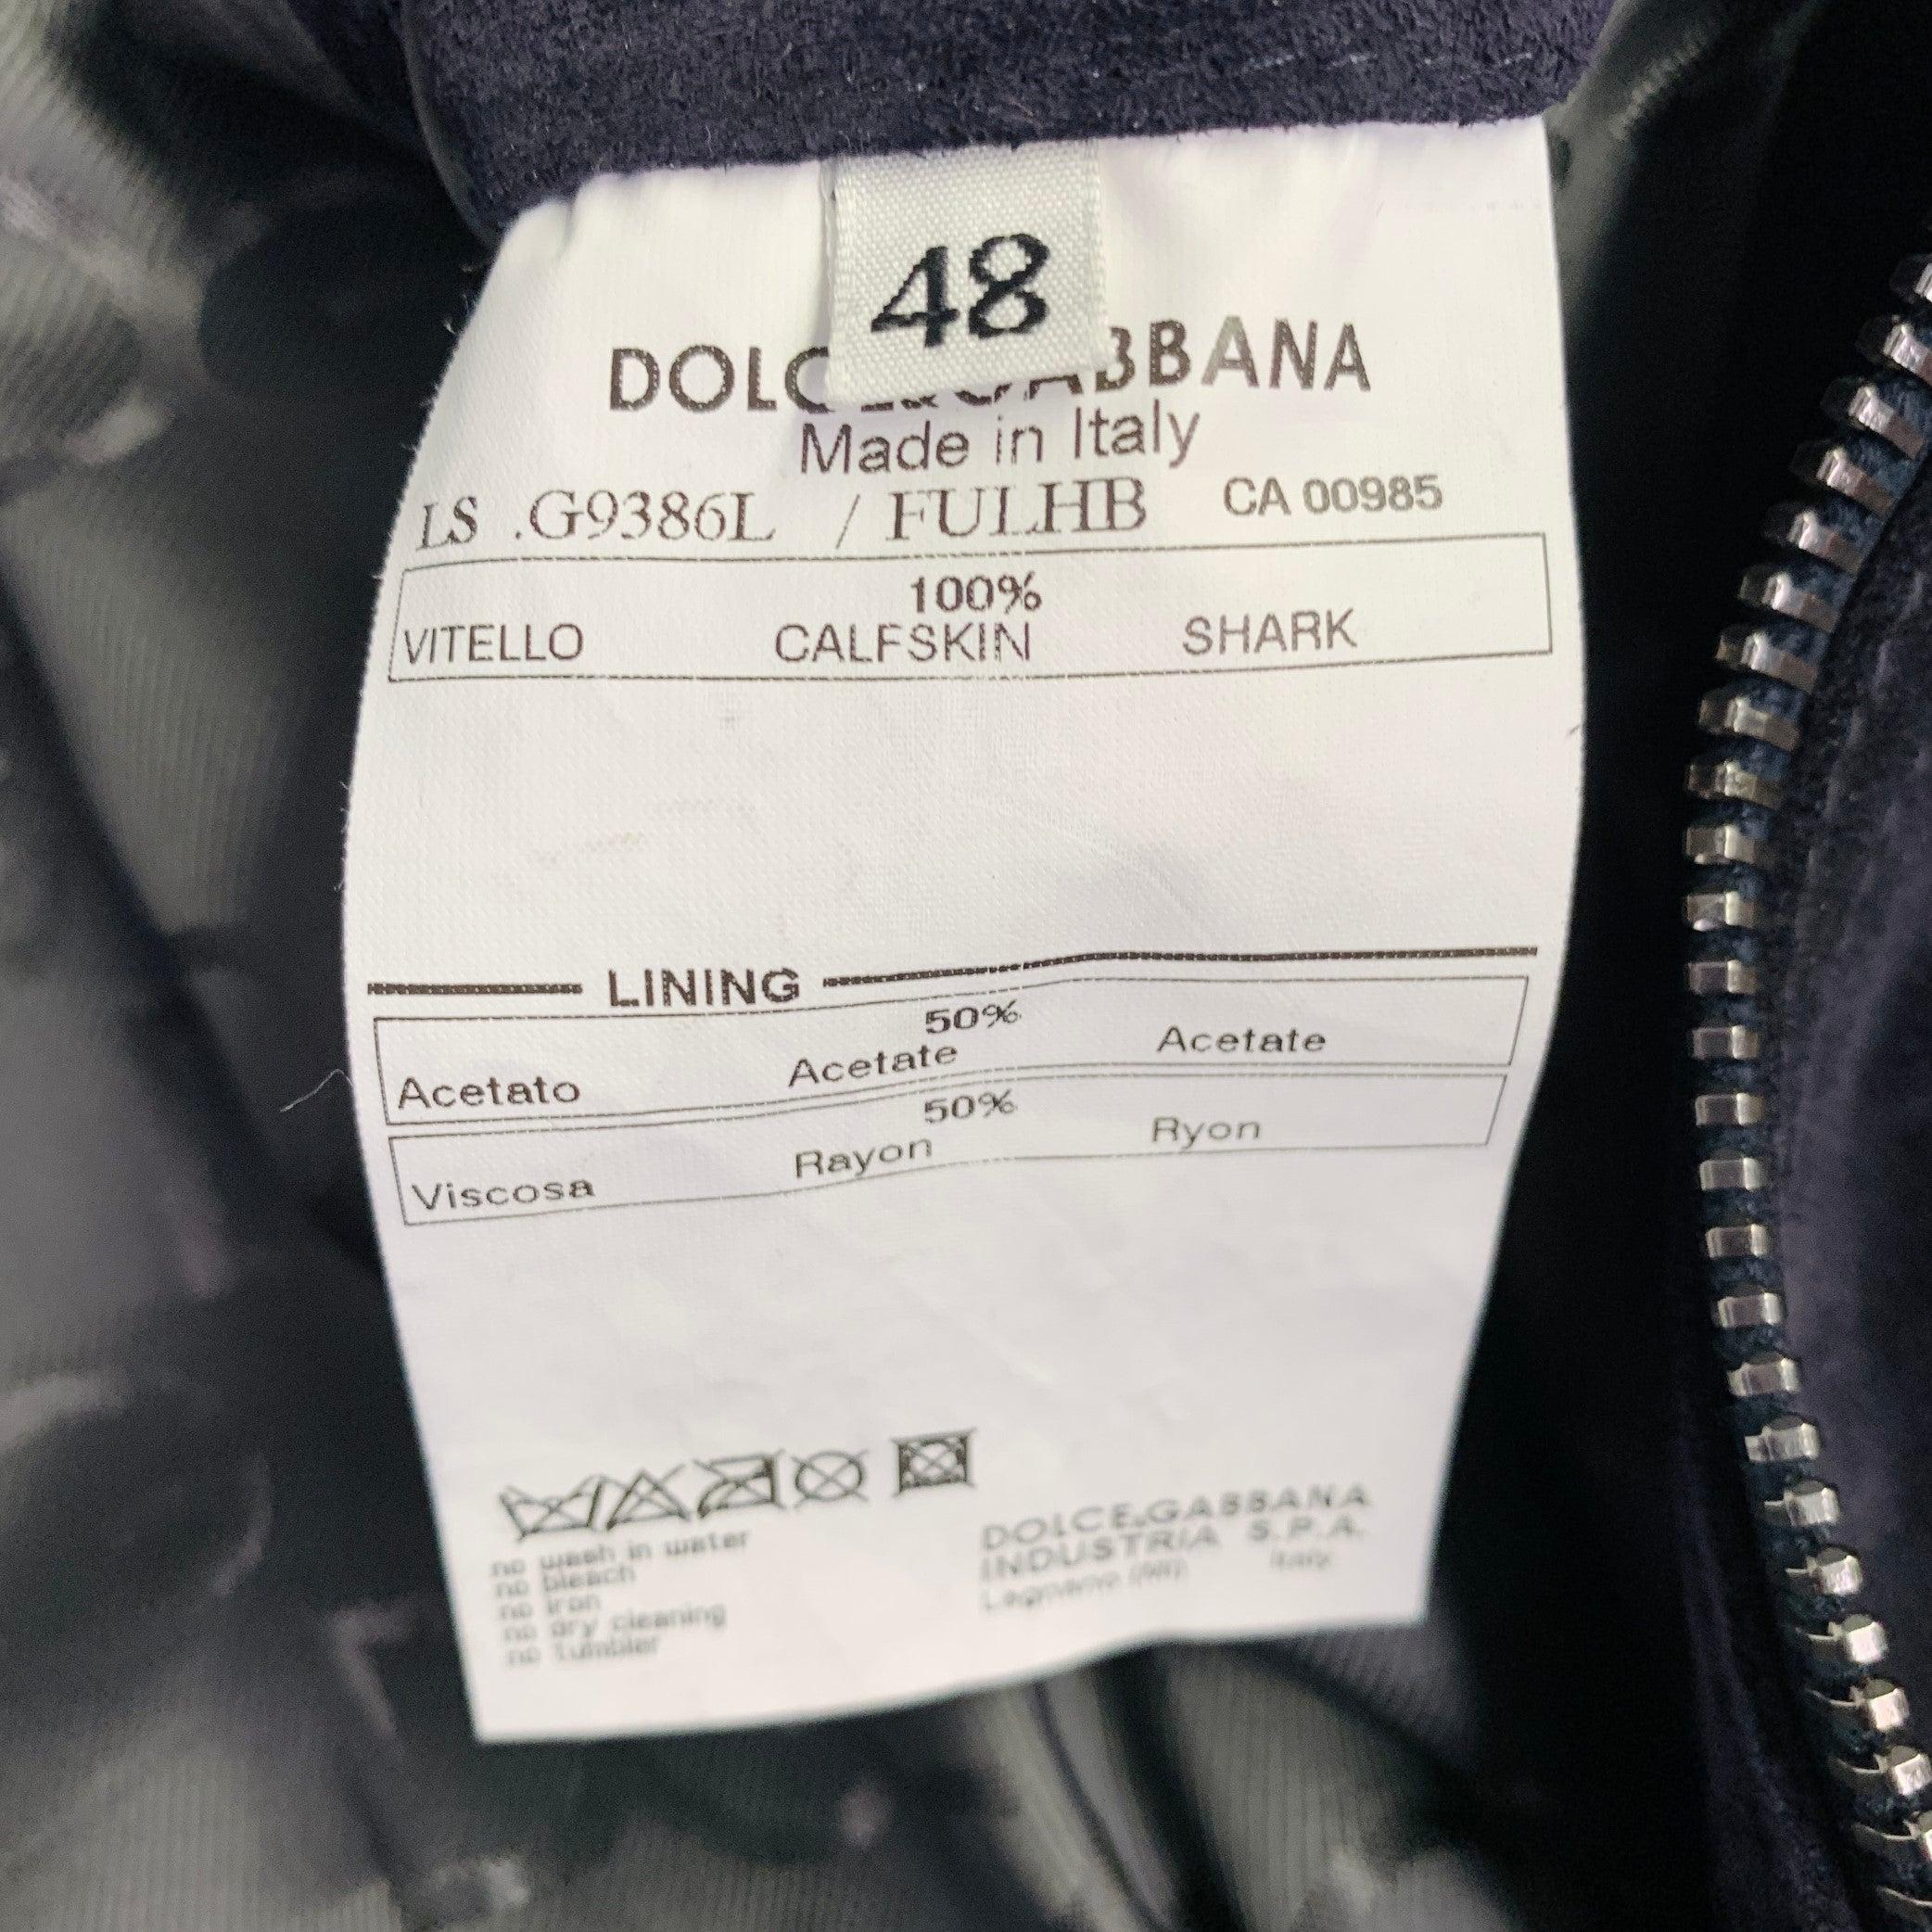 48
DOLCE&GABBANA
Made in Italy
LS .G9386L / FULHB CA 00985
100%
VITELLO CALFSKIN SHARK
LINING
50%
Acetato Acetate Acetate
50%
Viscosa Rayon Ryon
no wash in water
no bleach
no iron
no dry cleaning
no tumbler
DOLCE&GABBANA
INDUSTRIA S.P.A.
Legnano (MI) Italy